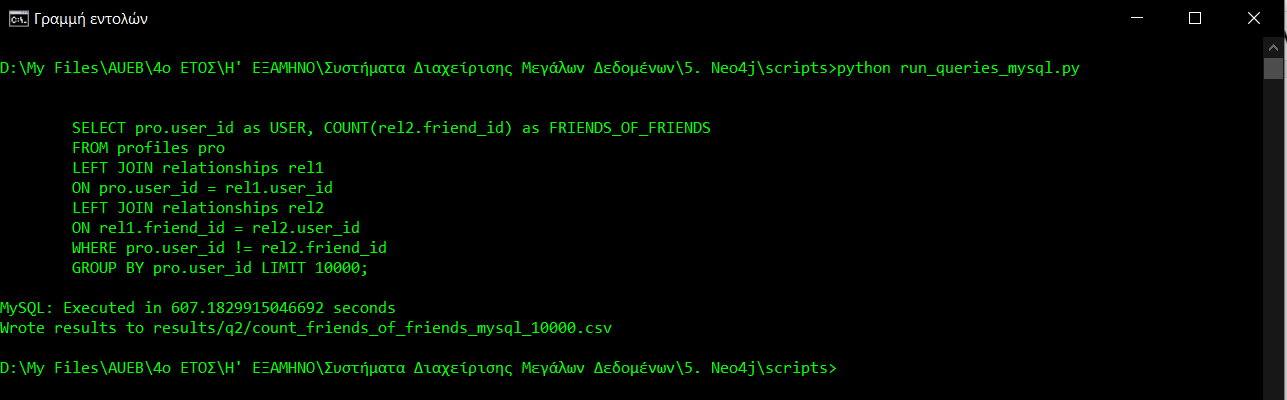 Γραμμή εντολών
D:\My Files\AUEB\4ο ΕΤΟΣ\Η' ΕΞΑΜΗΝΟ\Συστήματα Διαχείρισης Μεγάλων Δεδομένων\5. Neo4j\scripts>python run_queries_mysql.py
SELECT pro.user_id as USER, COUNT(rel2.friend_id) as FRIENDS_OF_FRIENDS
FROM profiles pro
LEFT JOIN relationships rel1
ON pro.user_id = rel1.user_id
LEFT JOIN relationships rel2
ON rel1.friend_id = rel2.user_id
WHERE pro.user_id != rel2.friend_id
GROUP BY pro.user_id LIMIT 10000;
MySQL: Executed in 607.1829915046692 seconds
Wrote results to results/q2/count_friends_of_friends_mysql_10000.csv
D:\My Files\AUEB\4ο ΕΤΟΣ\Η' ΕΞΑΜΗΝΟ\Συστήματα Διαχείρισης Μεγάλων Δεδομένων\5. Neo4j\scripts>